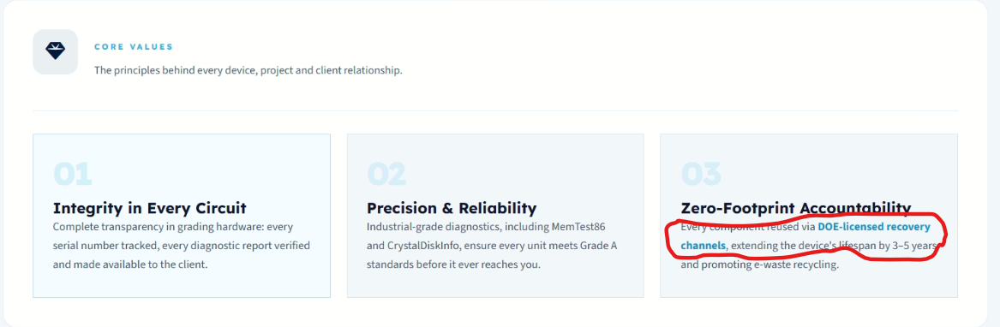 CORE VALUES
The principles behind every device, project and client relationship.
01
Integrity in Every Circuit
Complete transparency in grading hardware: every
serial number tracked, every diagnostic report verified
and made available to the client.
02
Precision & Reliability
Industrial-grade diagnostics, including MemTest86
and CrystalDiskInfo, ensure every unit meets Grade A
standards before it ever reaches you.
03
Zero-Footprint Accountability
Every component reused via DOE-licensed recovery
channels, extending the device's lifespan by 3–5 years
and promoting e-waste recycling.